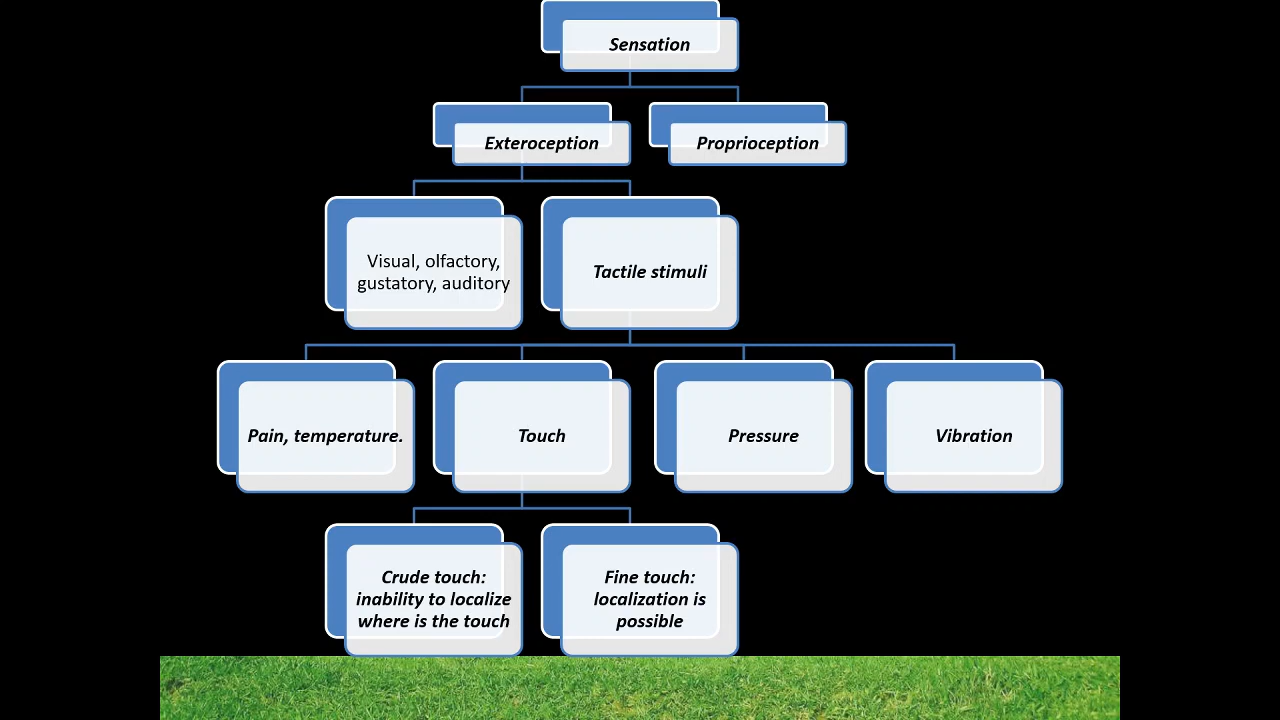 Sensation
Exteroception
Proprioception
Visual, olfactory,
gustatory, auditory
Tactile stimuli
Pain, temperature.
Touch
Pressure
Vibration
Crude touch:
inability to localize
where is the touch
Fine touch:
localization is
possible